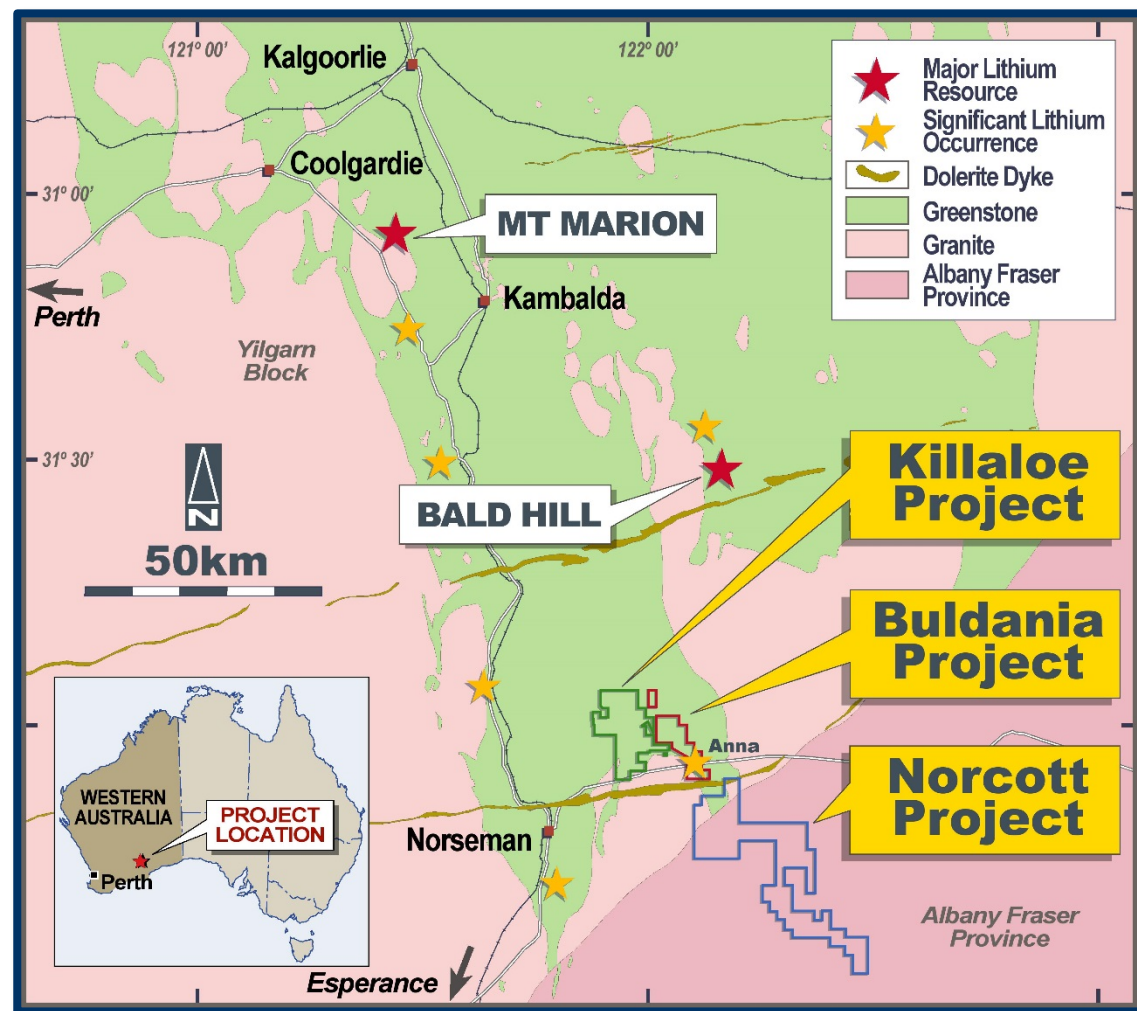 121° 00’
122° 00’
Kalgoorlie
Major Lithium
Resource
Significant Lithium
Occurrence
Dolerite Dyke
Greenstone
Granite
Albany Fraser
Province
Coolgardie
31° 00’
MT MARION
Perth
Kambalda
Yilgarn
Block
31° 30’
Killaloe
Project
BALD HILL
N
50km
Buldania
Project
Anna
WESTERN
AUSTRALIA
PROJECT
LOCATION
Perth
Norcott
Project
Norseman
Albany Fraser
Province
Esperance